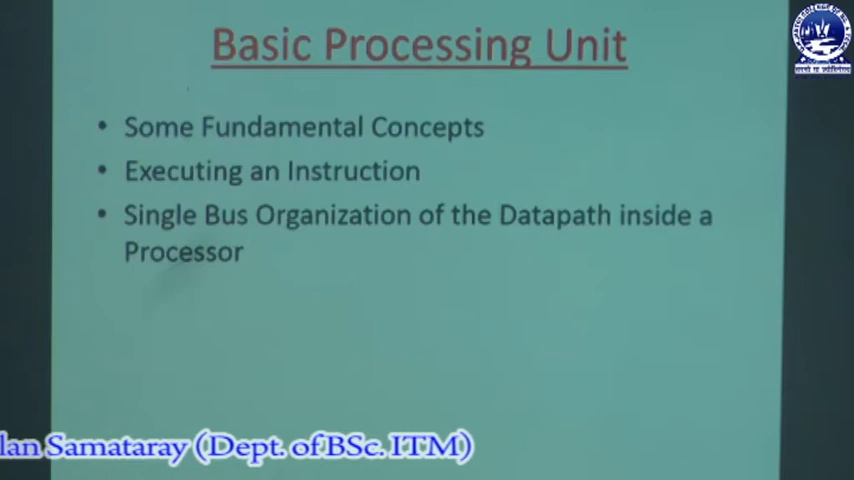 Basic Processing Unit
• Some Fundamental Concepts
• Executing an Instruction
• Single Bus Organization of the Datapath inside a
Processor
Samataray (Dept. of BSc. ITM)